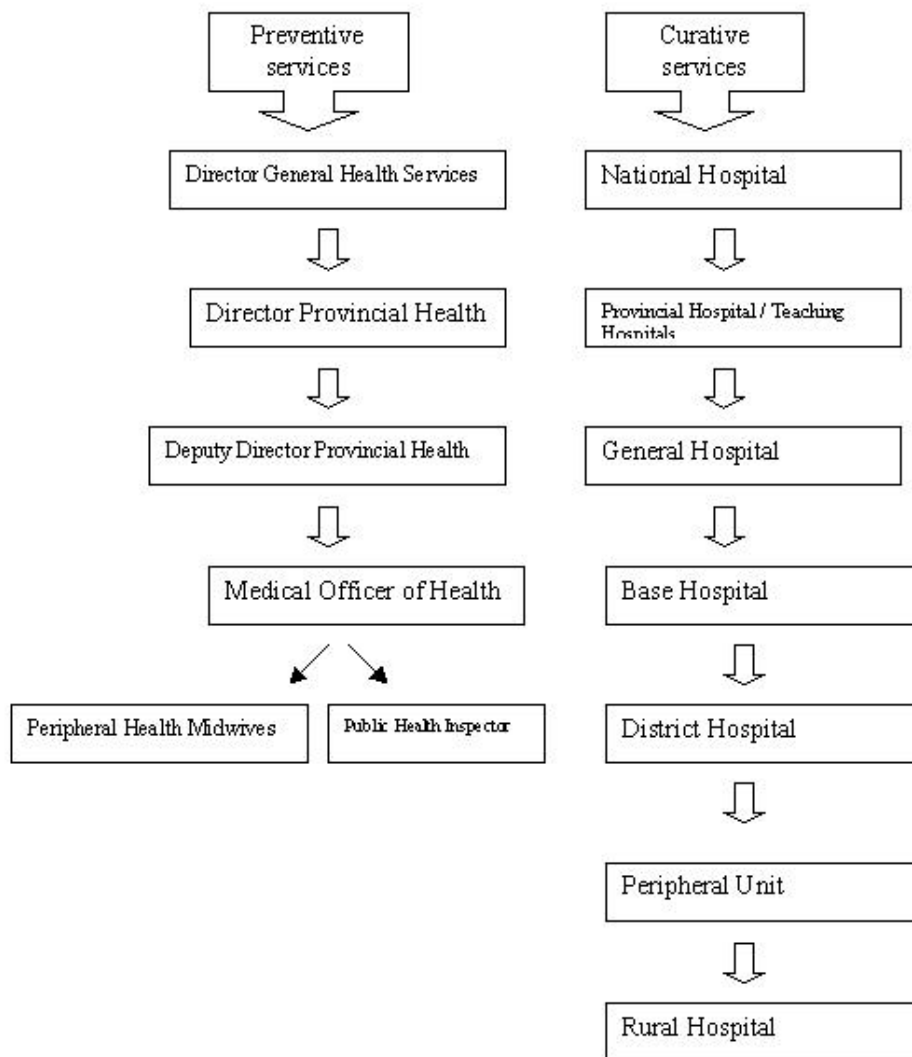 Preventive
services
Director General Health Services
Director Provincial Health
Deputy Director Provincial Health
Medical Officer of Health
Peripheral Health Midwives
Public Health Inspector
Curative
services
National Hospital
Provincial Hospital / Teaching
Hospitals
General Hospital
Base Hospital
District Hospital
Peripheral Unit
Rural Hospital